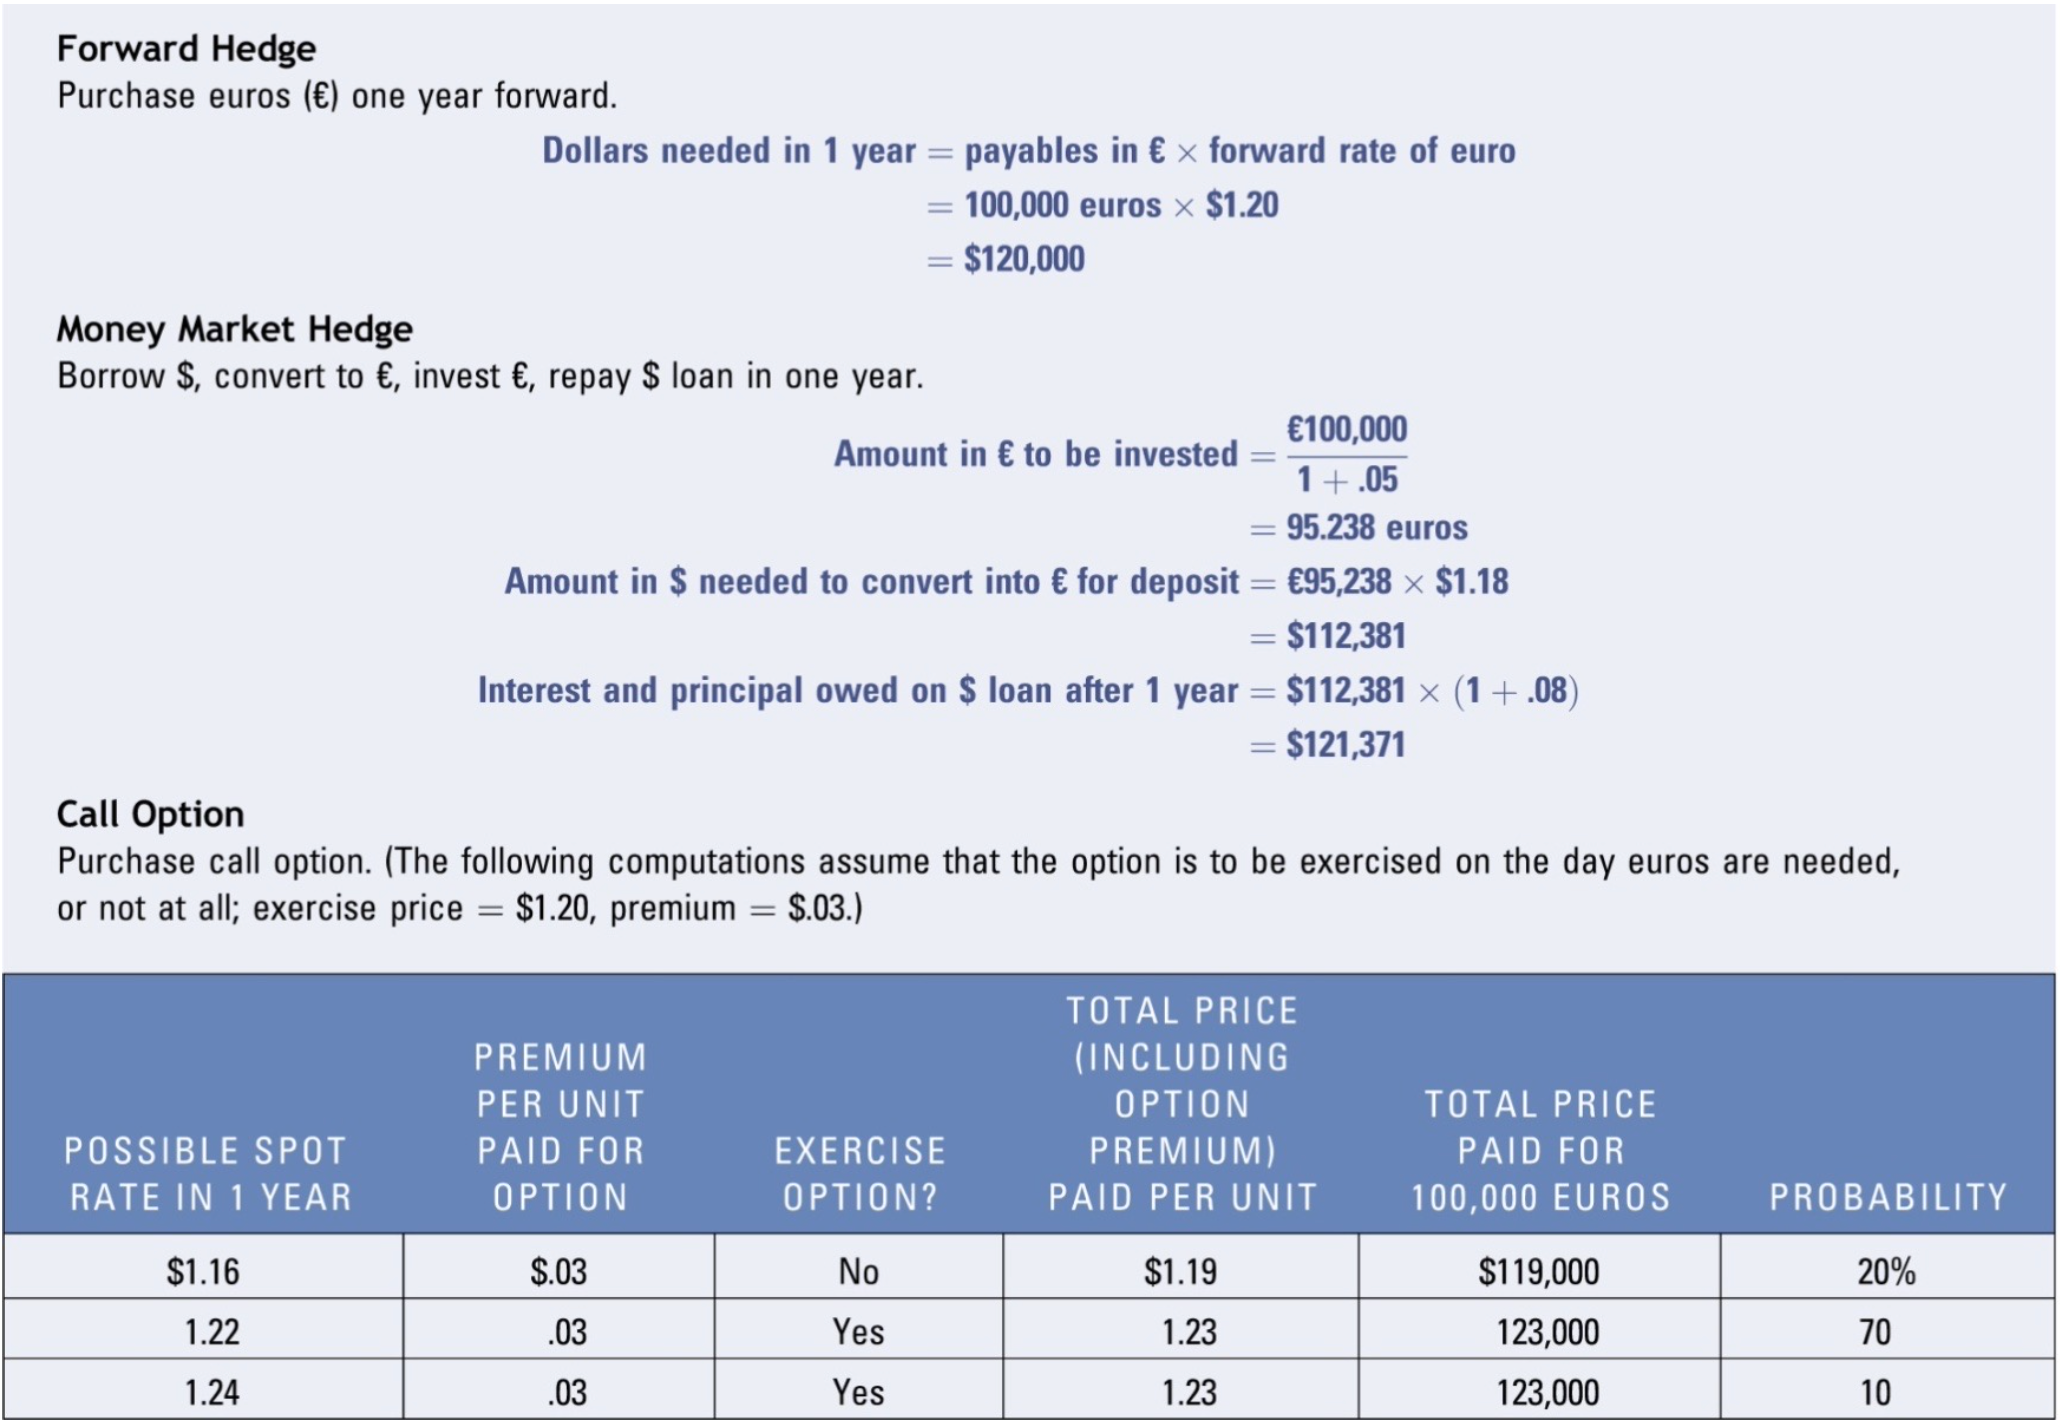 Forward Hedge
Purchase euros (€) one year forward.
Dollars needed in 1 year = payables in € × forward rate of euro
= 100,000 euros × $1.20
= $120,000
Money Market Hedge
Borrow $, convert to €, invest €, repay $ loan in one year.
Amount in € to be invested = €100,000 / 1 + .05
= 95.238 euros
Amount in $ needed to convert into € for deposit = €95,238 × $1.18
= $112,381
Interest and principal owed on $ loan after 1 year = $112,381 × (1 + .08)
= $121,371
Call Option
Purchase call option. (The following computations assume that the option is to be exercised on the day euros are needed,
or not at all; exercise price = $1.20, premium = $.03.)
POSSIBLE SPOT
RATE IN 1 YEAR
PREMIUM
PER UNIT
PAID FOR
OPTION
EXERCISE
OPTION?
TOTAL PRICE
(INCLUDING
OPTION
PREMIUM)
PAID PER UNIT
TOTAL PRICE
PAID FOR
100,000 EUROS
PROBABILITY
$1.16 $.03 No $1.19 $119,000 20%
1.22 .03 Yes 1.23 123,000 70
1.24 .03 Yes 1.23 123,000 10